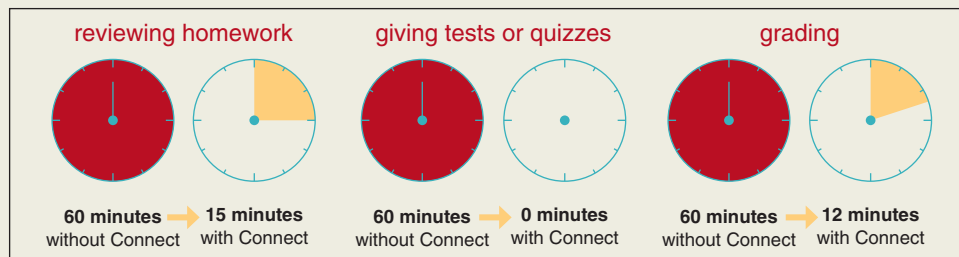 reviewing homework
60 minutes 15 minutes
without Connect with Connect
giving tests or quizzes
60 minutes 0 minutes
without Connect with Connect
grading
60 minutes 12 minutes
without Connect with Connect